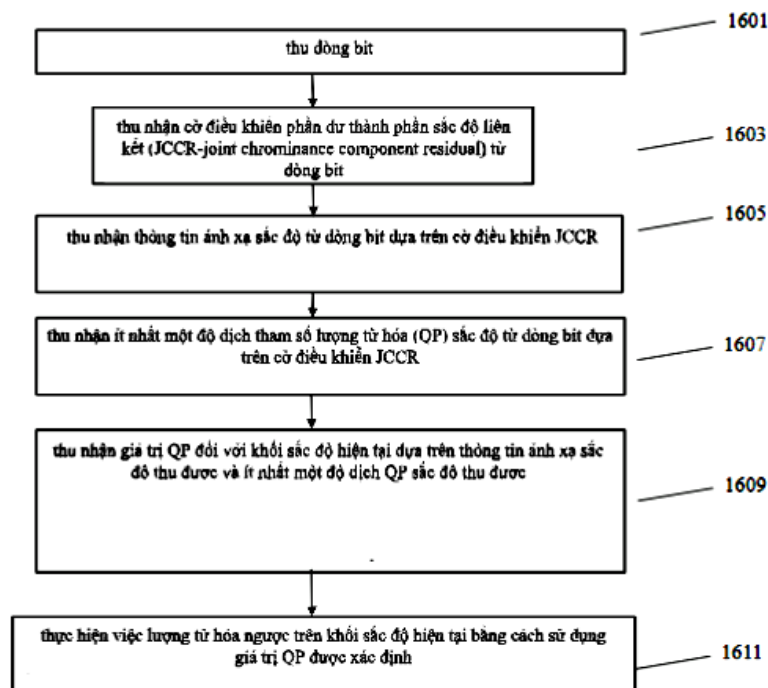 1601
thu dòng bit
1603
thu nhận cờ điều khiển phần dư thành phần sắc độ liên
kết (JCCR-joint chrominance component residual) từ
dòng bit
1605
thu nhận thông tin ánh xạ sắc độ từ dòng bit dựa trên cờ điều khiển JCCR
thu nhận ít nhất một độ dịch tham số lượng tử hóa (QP) sắc độ từ dòng bit dựa
trên cờ điều khiển JCCR
1607
thu nhận giá trị QP đối với khối sắc độ hiện tại dựa trên thông tin ánh xạ sắc
độ thu được và ít nhất một độ dịch QP sắc độ thu được
1609
thực hiện việc lượng tử hóa ngược trên khối sắc độ hiện tại bằng cách sử dụng
giá trị QP được xác định
1611